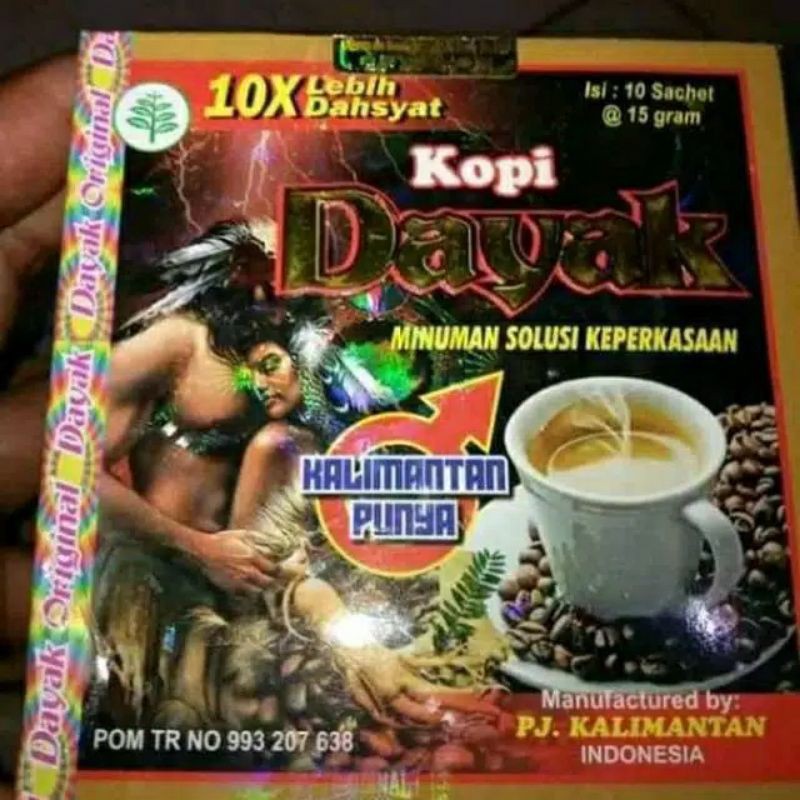 10X Lebih
Dahsyat
Isi : 10 Sachet
@ 15 gram
Kopi
Dayak
MINUMAN SOLUSI KEPERKASAAN
KALIMANTAN
PUNYA
Dayak Original Dayak Dayak Original Da
Manufactured by:
PJ. KALIMANTAN
INDONESIA
POM TR NO 993 207 638